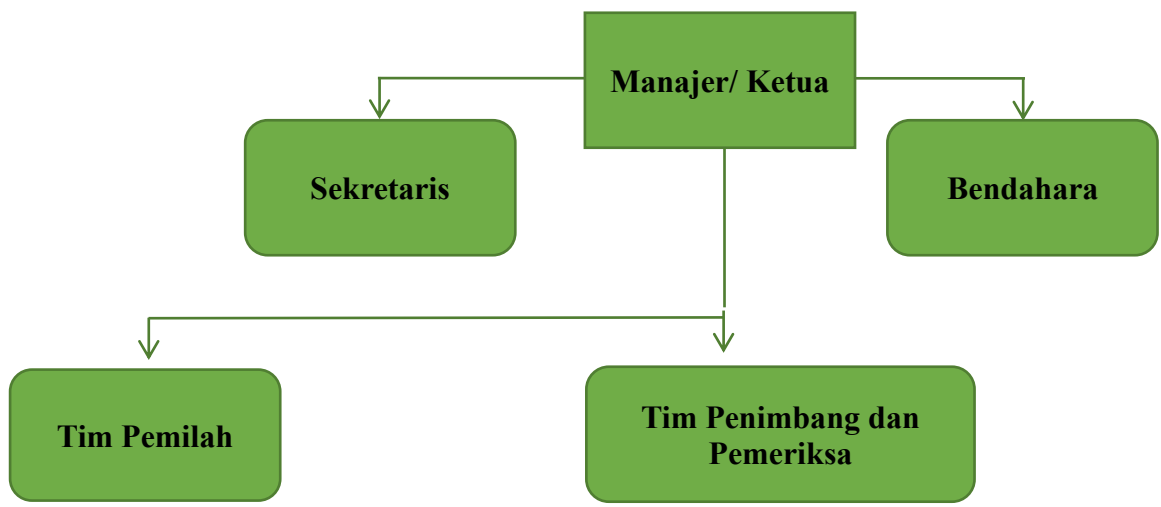 Manajer/ Ketua
Sekretaris
Bendahara
Tim Pemilah
Tim Penimbang dan
Pemeriksa